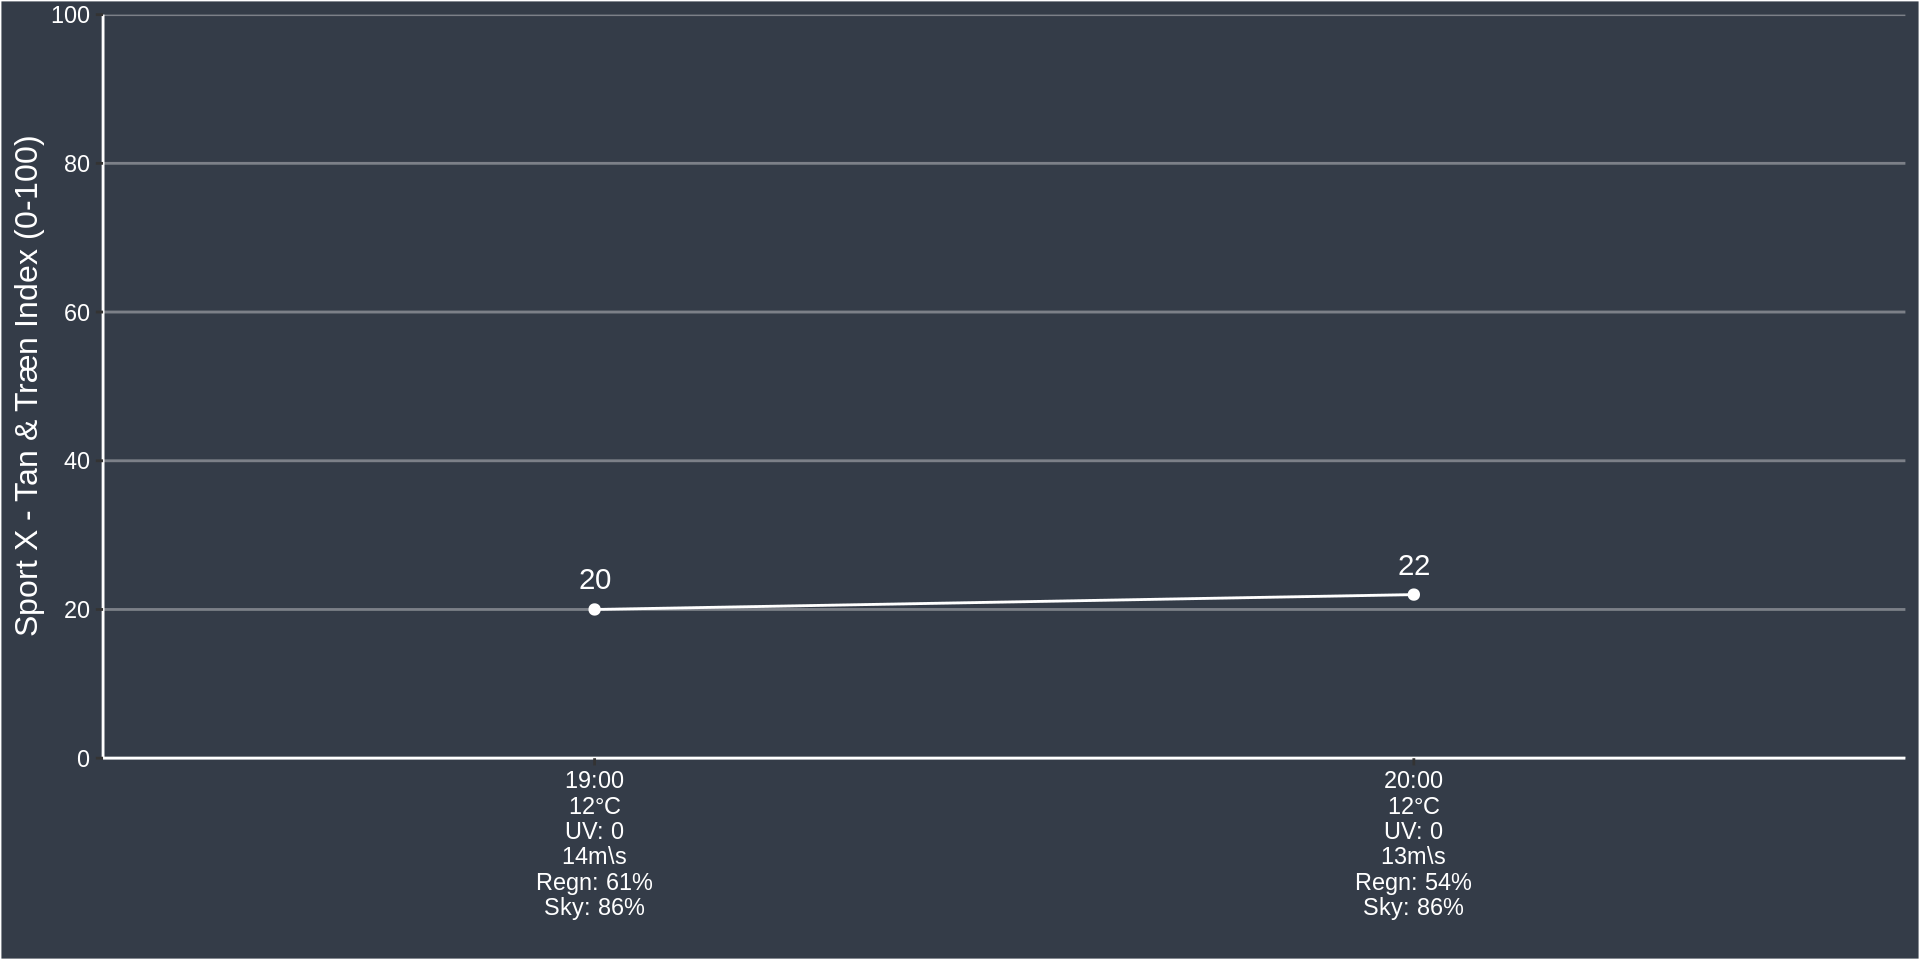 Sport X - Tan & Træn Index (0-100)
100
80
60
40
20
0
20
22
19:00
12°C
UV: 0
14m\s
Regn: 61%
Sky: 86%
20:00
12°C
UV: 0
13m\s
Regn: 54%
Sky: 86%